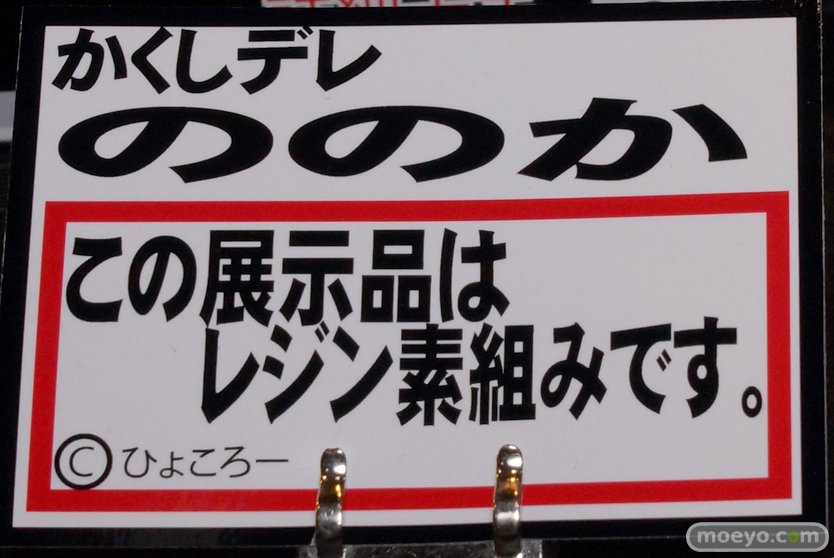 かくしデレ
ののか
この展示品は
レジン素組みです。
©ひょころー
moeyo.com